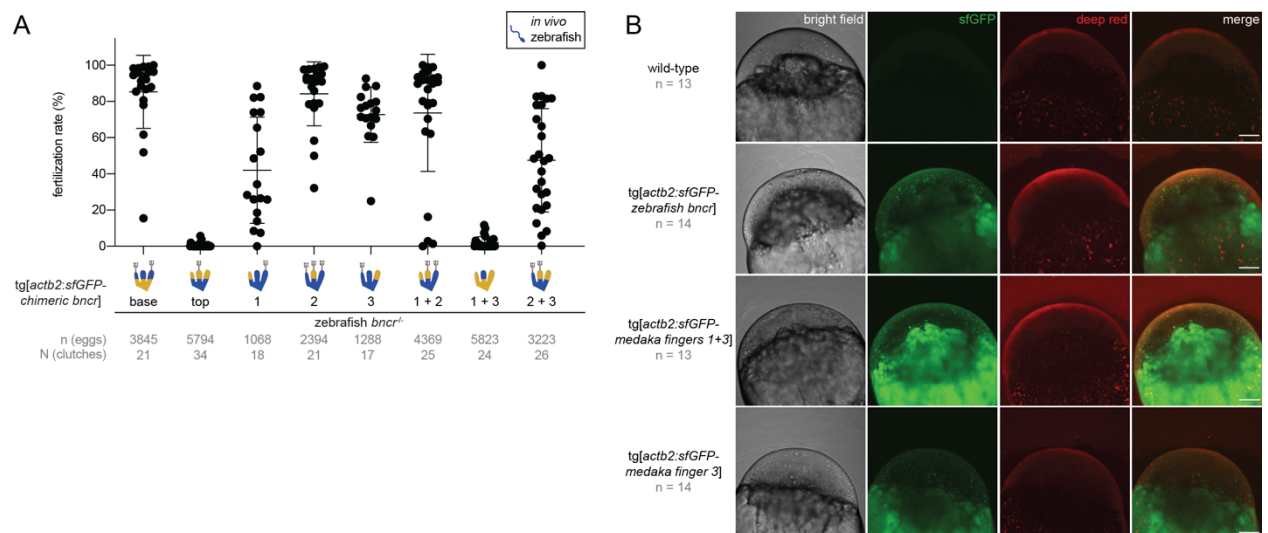 A
in vivo
zebrafish
fertilization rate (%)
100
80
60
40
20
0
tg[actb2:sfGFP-
chimeric bncr]
base top 1 2 3 1 + 2 1 + 3 2 + 3
zebrafish bncr-/-
n (eggs) 3845 5794 1068 2394 1288 4369 5823 3223
N (clutches) 21 34 18 21 17 25 24 26
B
bright field sfGFP deep red merge
wild-type
n = 13
tg[actb2:sfGFP-
zebrafish bncr]
n = 14
tg[actb2:sfGFP-
medaka fingers 1+3]
n = 13
tg[actb2:sfGFP-
medaka finger 3]
n = 14